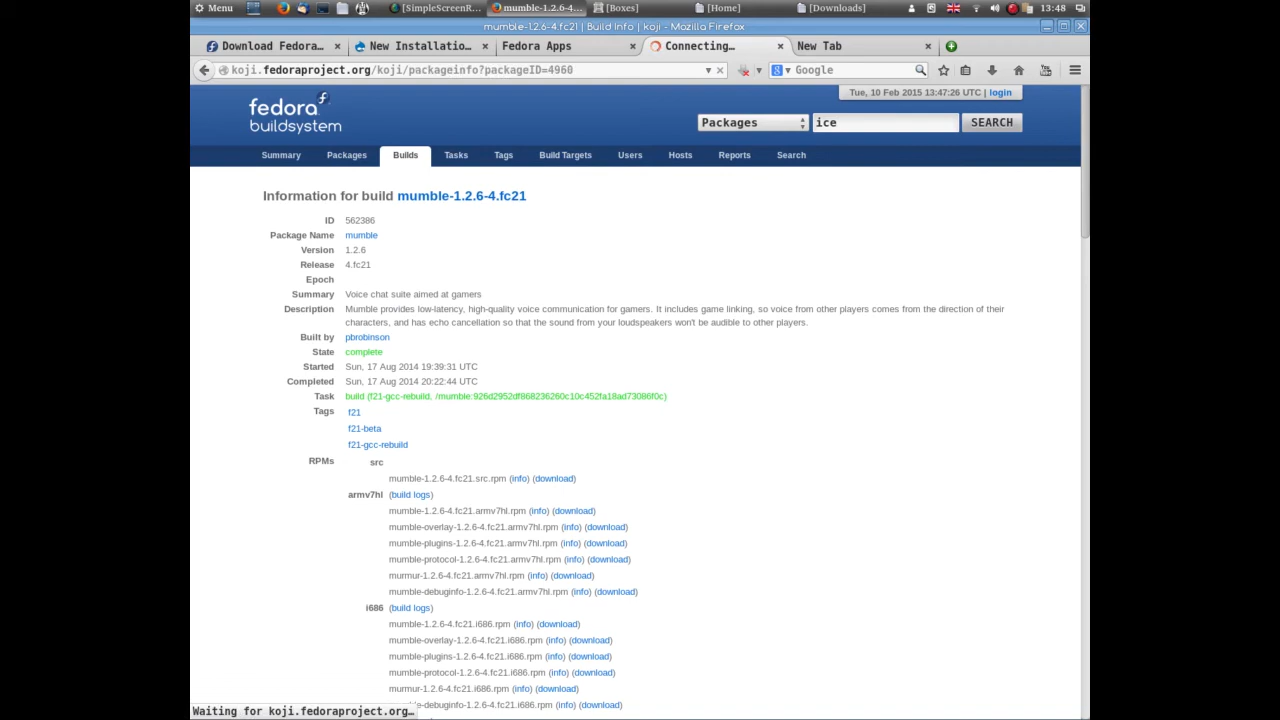 Menu [SimpleScreenR... mumble-1.2.6-4... [Boxes] [Home] [Downloads] 13:48
mumble-1.2.6-4.fc21 | Build Info | koji - Mozilla Firefox
Download Fedora... New Installatio... Fedora Apps Connecting... New Tab
koji.fedoraproject.org/koji/packageinfo?packageID=4960 Google
Tue, 10 Feb 2015 13:47:26 UTC | login
fedora
buildsystem
Packages ice SEARCH
Summary Packages Builds Tasks Tags Build Targets Users Hosts Reports Search
Information for build mumble-1.2.6-4.fc21
ID 562386
Package Name mumble
Version 1.2.6
Release 4.fc21
Epoch
Summary Voice chat suite aimed at gamers
Description Mumble provides low-latency, high-quality voice communication for gamers. It includes game linking, so voice from other players comes from the direction of their
characters, and has echo cancellation so that the sound from your loudspeakers won't be audible to other players.
Built by pbrobinson
State complete
Started Sun, 17 Aug 2014 19:39:31 UTC
Completed Sun, 17 Aug 2014 20:22:44 UTC
Task build (f21-gcc-rebuild, /mumble:926d2952df868236260c10c452fa18ad73086f0c)
Tags f21
f21-beta
f21-gcc-rebuild
RPMs src
mumble-1.2.6-4.fc21.src.rpm (info) (download)
armv7hl (build logs)
mumble-1.2.6-4.fc21.armv7hl.rpm (info) (download)
mumble-overlay-1.2.6-4.fc21.armv7hl.rpm (info) (download)
mumble-plugins-1.2.6-4.fc21.armv7hl.rpm (info) (download)
mumble-protocol-1.2.6-4.fc21.armv7hl.rpm (info) (download)
murmur-1.2.6-4.fc21.armv7hl.rpm (info) (download)
mumble-debuginfo-1.2.6-4.fc21.armv7hl.rpm (info) (download)
i686 (build logs)
mumble-1.2.6-4.fc21.i686.rpm (info) (download)
mumble-overlay-1.2.6-4.fc21.i686.rpm (info) (download)
mumble-plugins-1.2.6-4.fc21.i686.rpm (info) (download)
mumble-protocol-1.2.6-4.fc21.i686.rpm (info) (download)
murmur-1.2.6-4.fc21.i686.rpm (info) (download)
e-debuginfo-1.2.6-4.fc21.i686.rpm (info) (download)
Waiting for koji.fedoraproject.org...